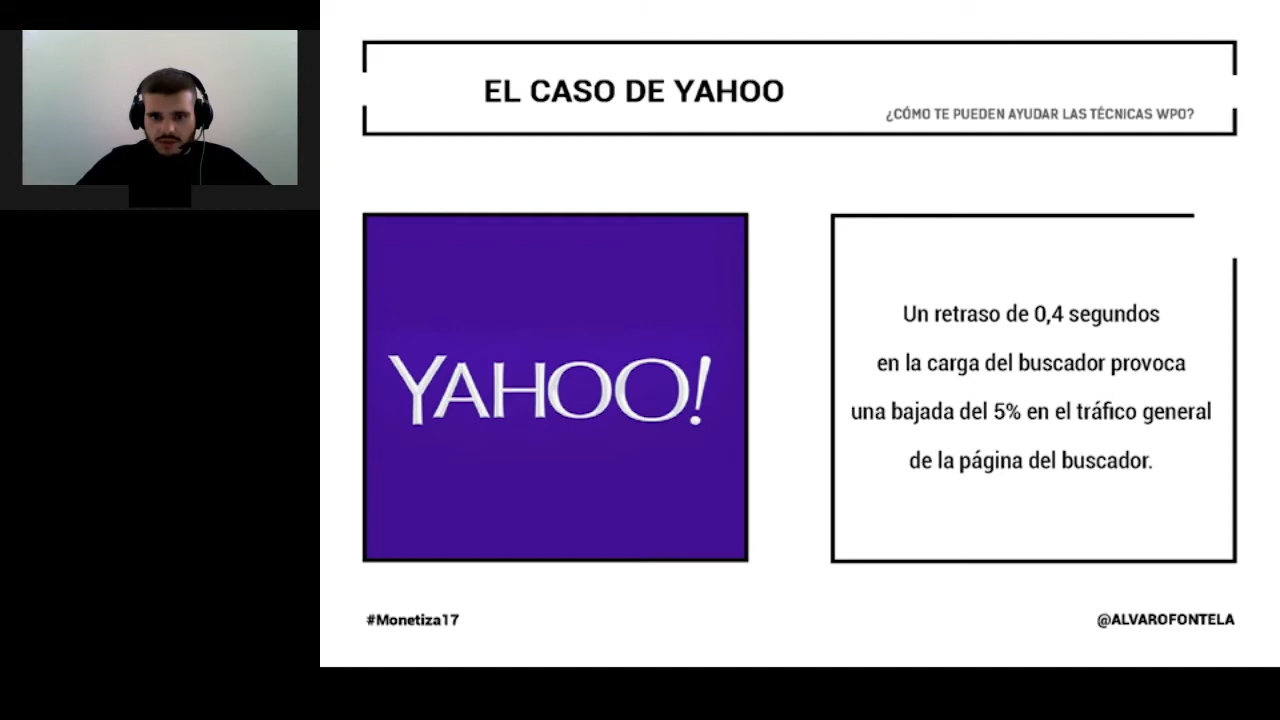 EL CASO DE YAHOO
¿CÓMO TE PUEDEN AYUDAR LAS TÉCNICAS WPO?
YAHOO!
Un retraso de 0,4 segundos
en la carga del buscador provoca
una bajada del 5% en el tráfico general
de la página del buscador.
#Monetiza17
@ALVAROFONTELA